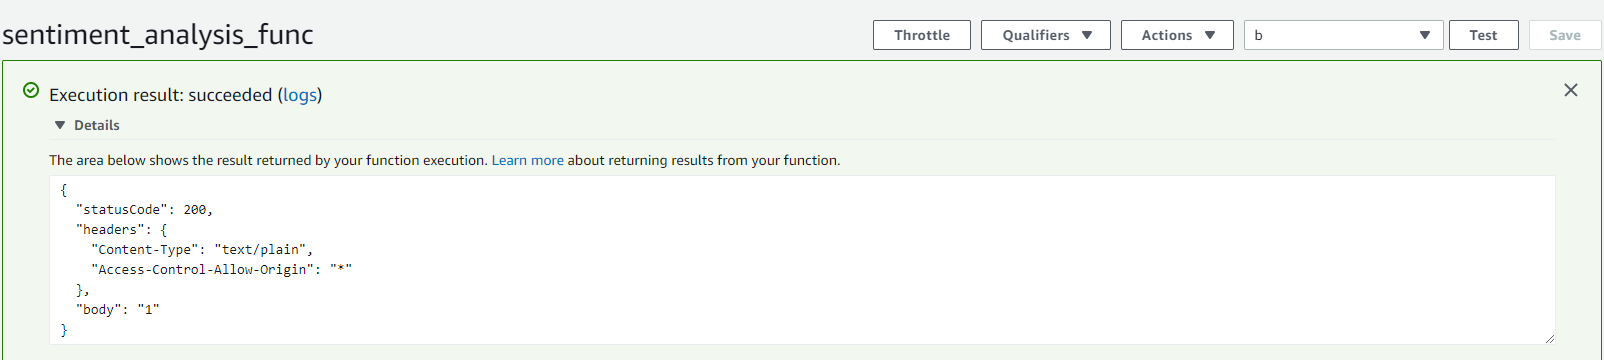 sentiment_analysis_func
Throttle
Qualifiers
Actions
b
Test
Save
Execution result: succeeded (logs)
Details
The area below shows the result returned by your function execution. Learn more about returning results from your function.
{
  "statusCode": 200,
  "headers": {
    "Content-Type": "text/plain",
    "Access-Control-Allow-Origin": "*"
  },
  "body": "1"
}